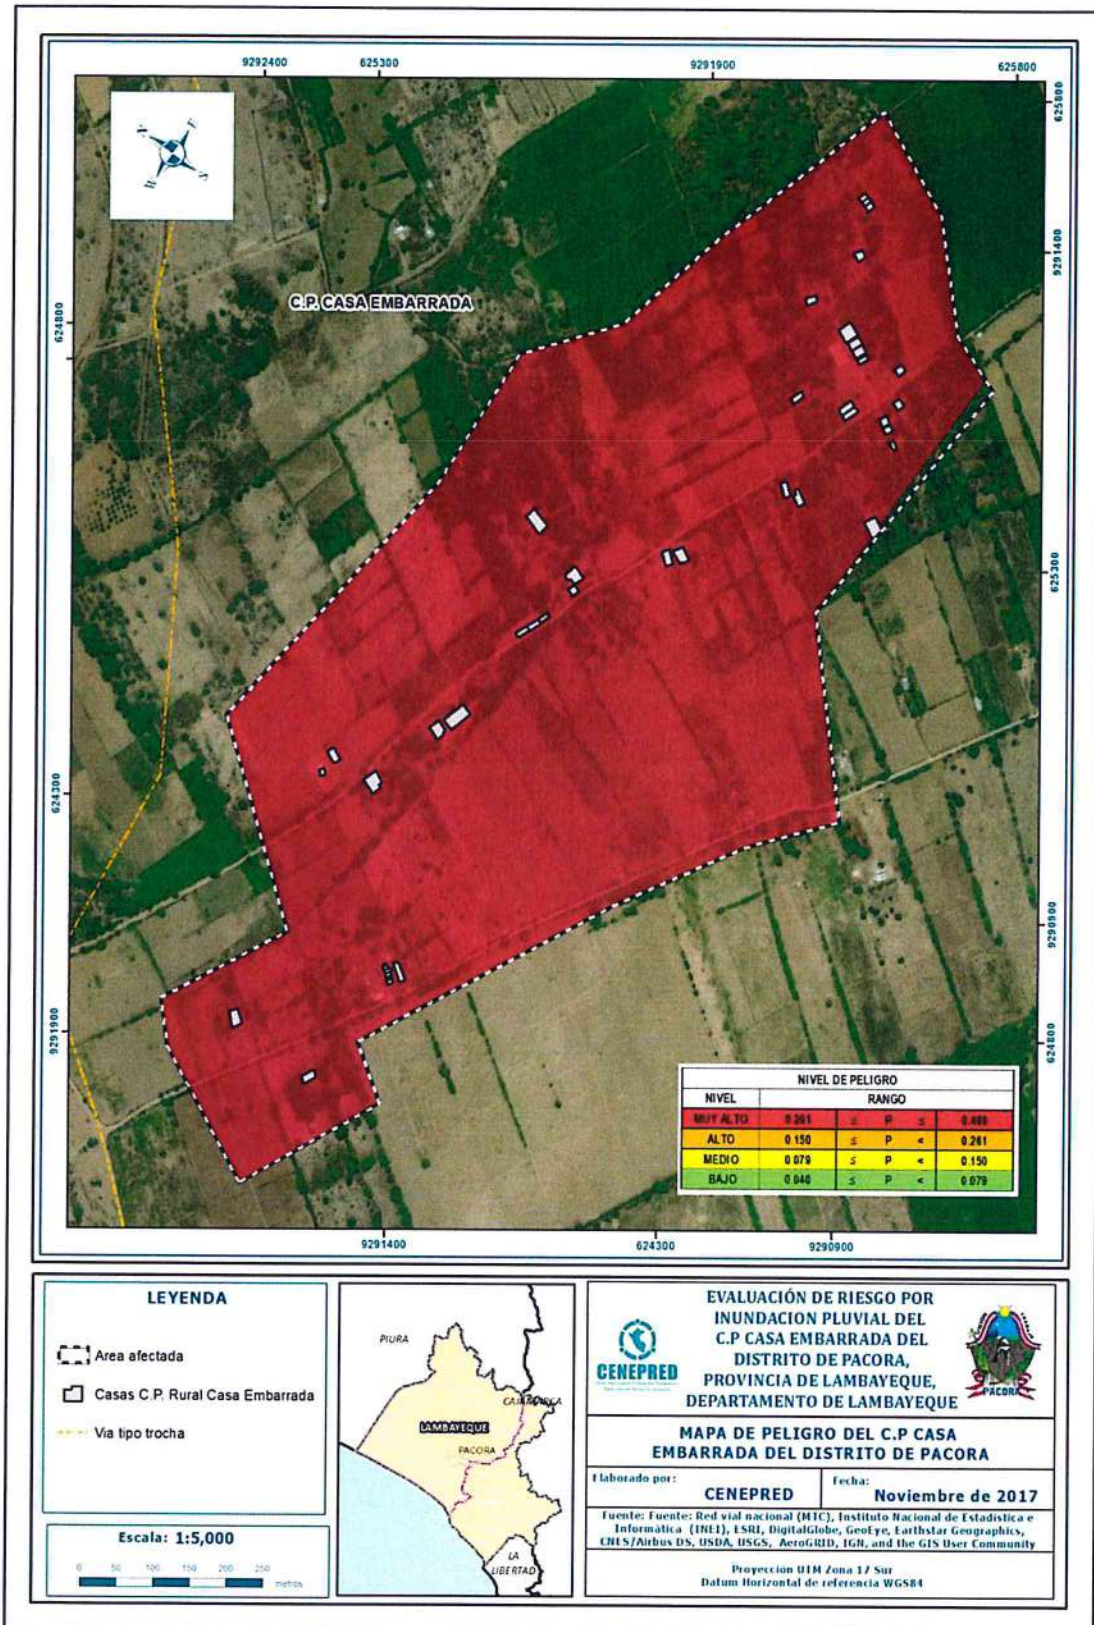 9292400 625300 9291900 625800
625800
N E
W S
9291400
C.P. CASA EMBARRADA
624800
625300
624300
9290900
9291900
624800
NIVEL DE PELIGRO
NIVEL RANGO
MUY ALTO 0.261 ≤ P ≤
ALTO 0.150 ≤ P < 0.261
MEDIO 0.079 ≤ P < 0.150
BAJO 0.040 ≤ P < 0.079
9291400 624300 9290900
LEYENDA
Area afectada
Casas C.P. Rural Casa Embarrada
Via tipo trocha
Escala: 1:5,000
0 50 100 150 200 250
metros
PIURA
CAJAMARCA
LAMBAYEQUE
PACORA
LA
LIBERTAD
CENEPRED
EVALUACIÓN DE RIESGO POR
INUNDACION PLUVIAL DEL
C.P CASA EMBARRADA DEL
DISTRITO DE PACORA,
PROVINCIA DE LAMBAYEQUE,
DEPARTAMENTO DE LAMBAYEQUE
PACORA
MAPA DE PELIGRO DEL C.P CASA
EMBARRADA DEL DISTRITO DE PACORA
Elaborado por:
CENEPRED
Fecha:
Noviembre de 2017
Fuente: Fuente: Red vial nacional (MTC), Instituto Nacional de Estadística e
Informática (INEI), ESRI, DigitalGlobe, GeoEye, Earthstar Geographics,
CNES/Airbus DS, USDA, USGS, AeroGRID, IGN, and the GIS User Community
Proyección UTM Zona 17 Sur
Datum Horizontal de referencia WGS84